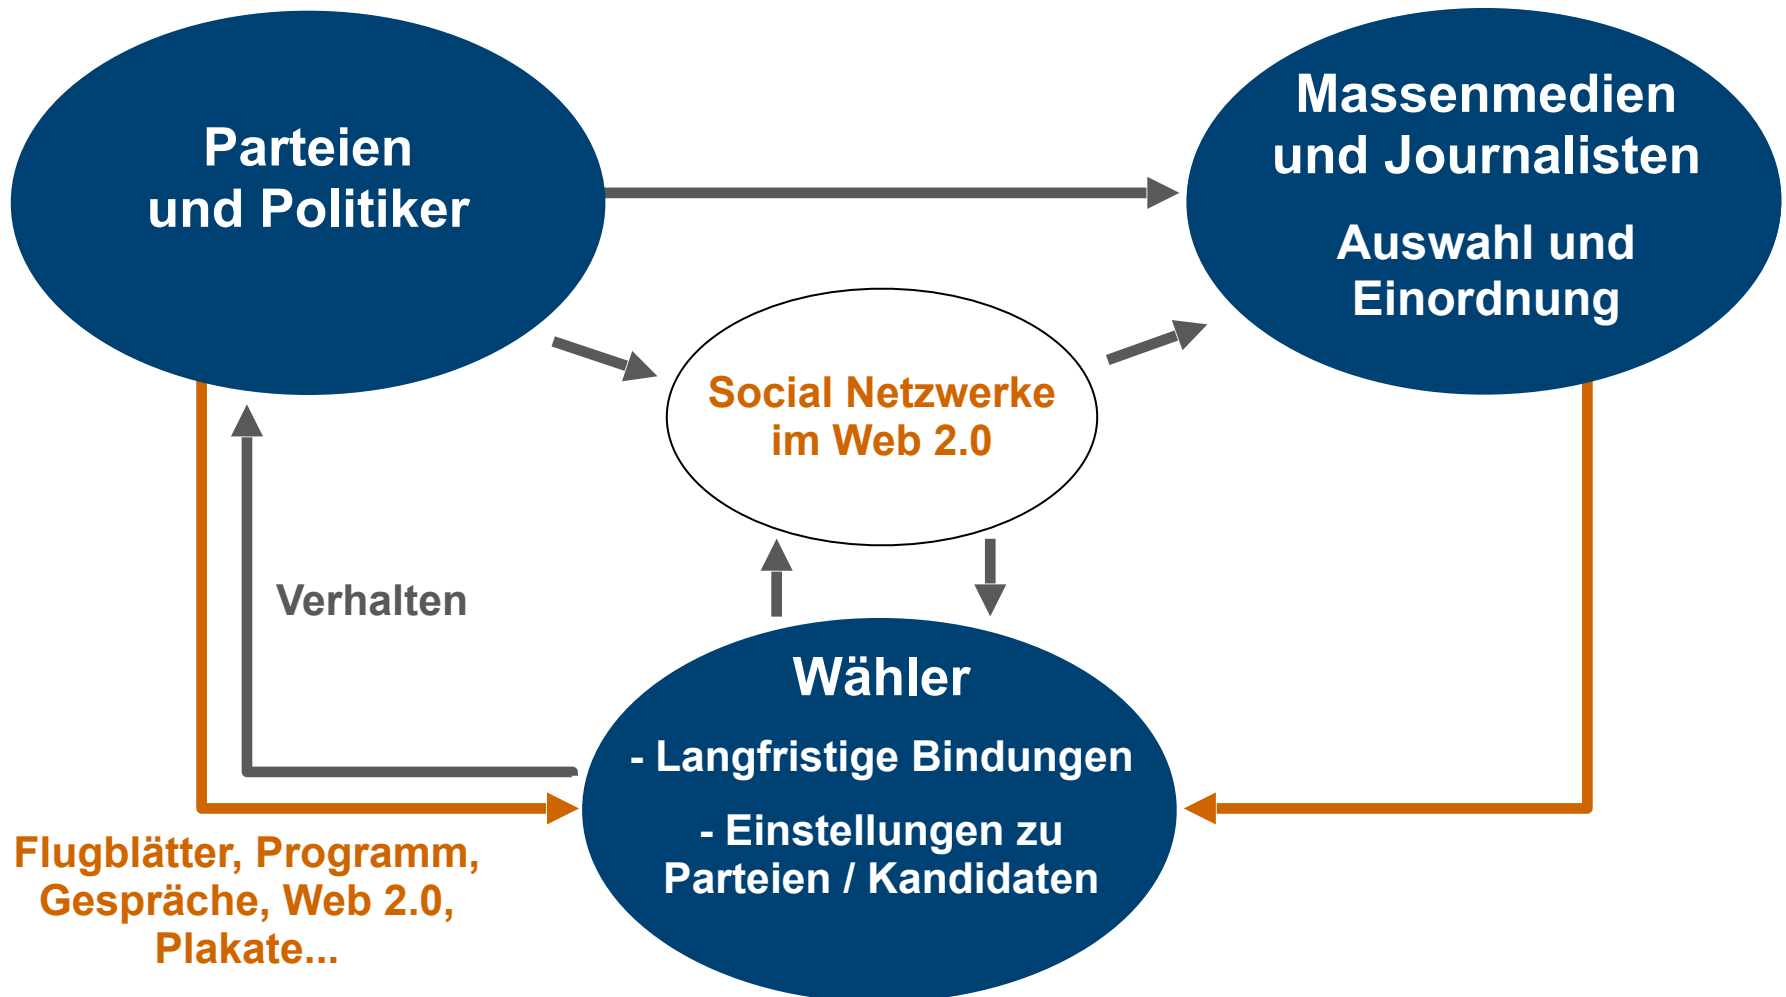 Parteien
und Politiker
Massenmedien
und Journalisten
Auswahl und
Einordnung
Social Netzwerke
im Web 2.0
Verhalten
Wähler
- Langfristige Bindungen
- Einstellungen zu
Parteien / Kandidaten
Flugblätter, Programm,
Gespräche, Web 2.0,
Plakate...